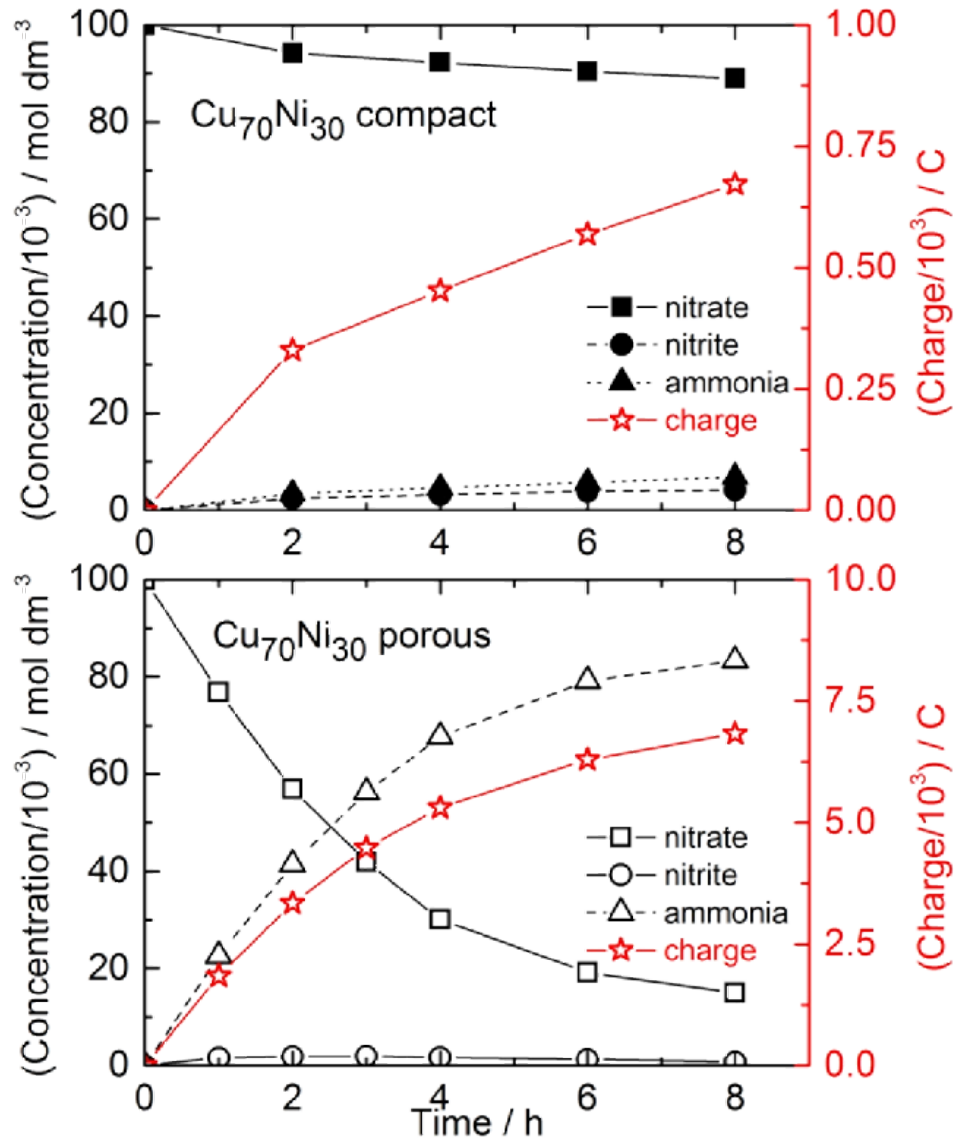 (Concentration/10⁻³) / mol dm⁻³
100
80
60
40
20
0
Cu₇₀Ni₃₀ compact
nitrate
nitrite
ammonia
charge
1.00
0.75
0.50
0.25
0.00
(Charge/10³) / C
0 2 4 6 8
(Concentration/10⁻³) / mol dm⁻³
100
80
60
40
20
0
Cu₇₀Ni₃₀ porous
nitrate
nitrite
ammonia
charge
10.0
7.5
5.0
2.5
0.0
(Charge/10³) / C
0 2 4 6 8
Time / h